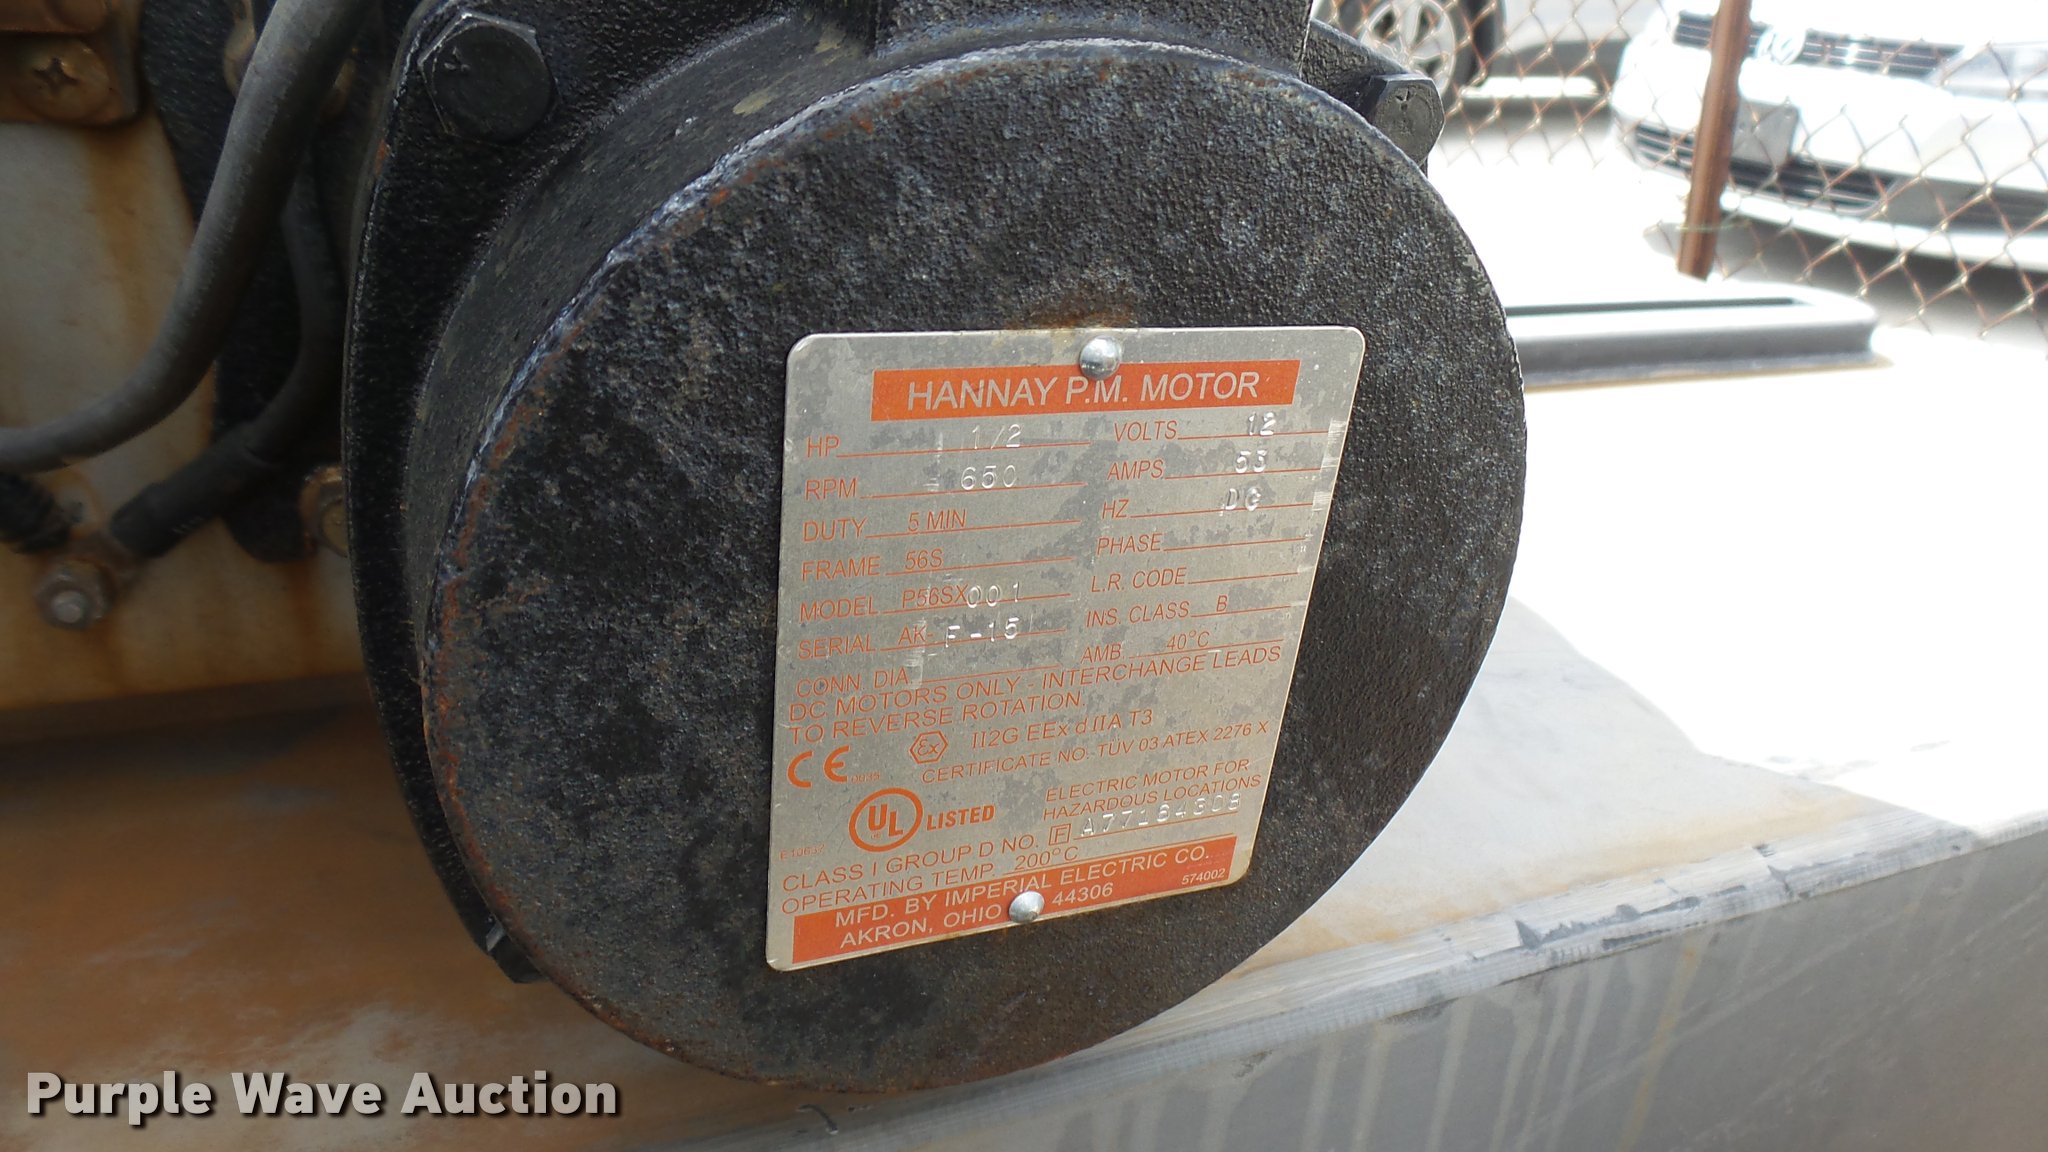 HANNAY P.M. MOTOR
HP 1/2 VOLTS 12
RPM 650 AMPS 53
DUTY 5 MIN HZ DC
FRAME 56S PHASE
MODEL P56SX001 L.R. CODE
SERIAL AK- F-15 INS. CLASS B
CONN. DIA. AMB. 40°C
DC MOTORS ONLY - INTERCHANGE LEADS
TO REVERSE ROTATION.
CE Ex II2G EEx d IIA T3
CERTIFICATE NO.-TUV 03 ATEX 2276 X
UL LISTED ELECTRIC MOTOR FOR
HAZARDOUS LOCATIONS
CLASS I GROUP D NO. F A77184308
OPERATING TEMP. 200°C
MFD. BY IMPERIAL ELECTRIC CO.
AKRON, OHIO 44306 574002
Purple Wave Auction